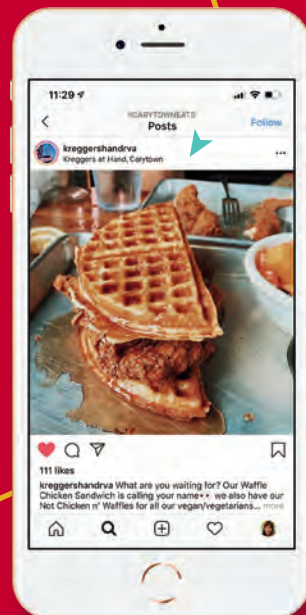 11:29
#CARYTOWNEATS
Posts
Follow
kreggershandrva
Kreggers at Hand, Carytown
111 likes
kreggershandrva What are you waiting for? Our Waffle
Chicken Sandwich is calling your name•• we also have our
Not Chicken n' Waffles for all our vegan/vegetarians... more